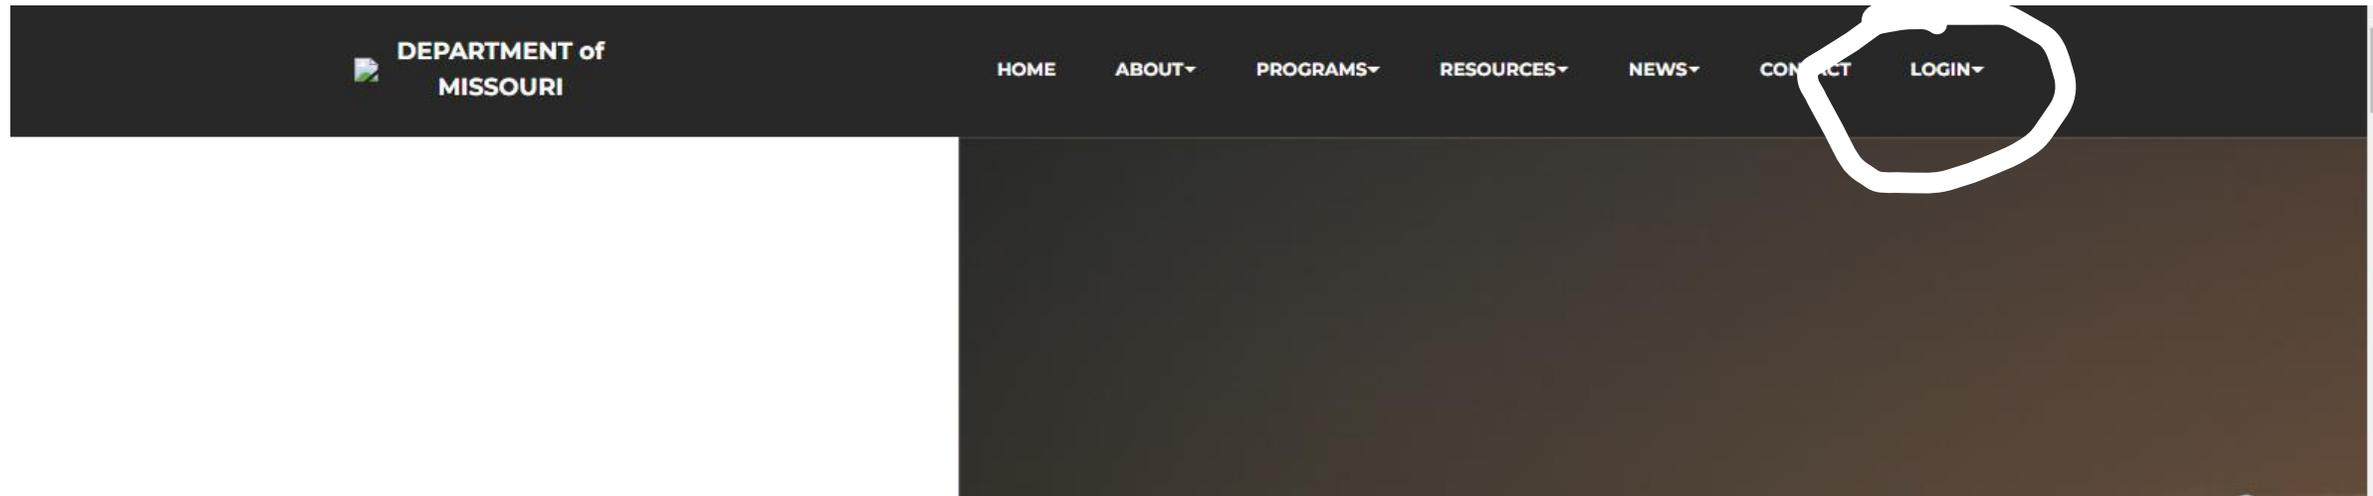 DEPARTMENT of
MISSOURI
HOME ABOUT PROGRAMS RESOURCES NEWS LOGIN